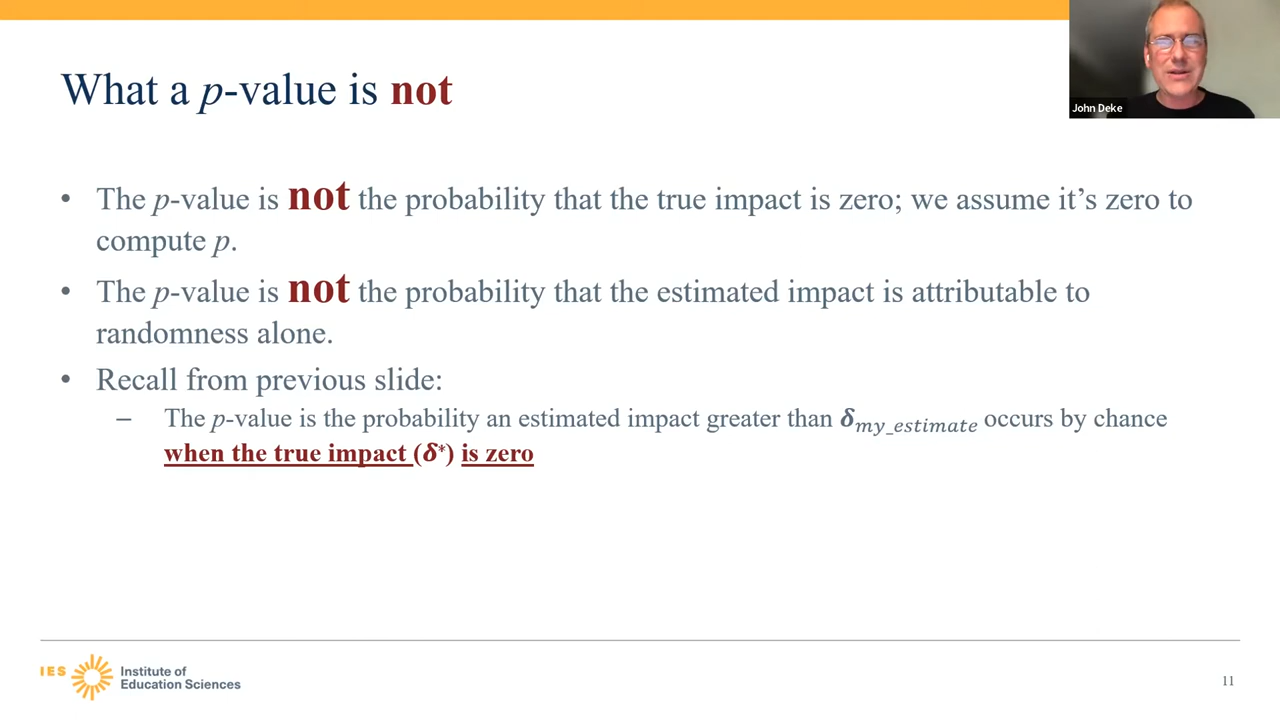 What a p-value is not
John Deke
• The p-value is not the probability that the true impact is zero; we assume it’s zero to
compute p.
• The p-value is not the probability that the estimated impact is attributable to
randomness alone.
• Recall from previous slide:
– The p-value is the probability an estimated impact greater than δ_my_estimate occurs by chance
when the true impact (δ*) is zero
IES Institute of
Education Sciences
11